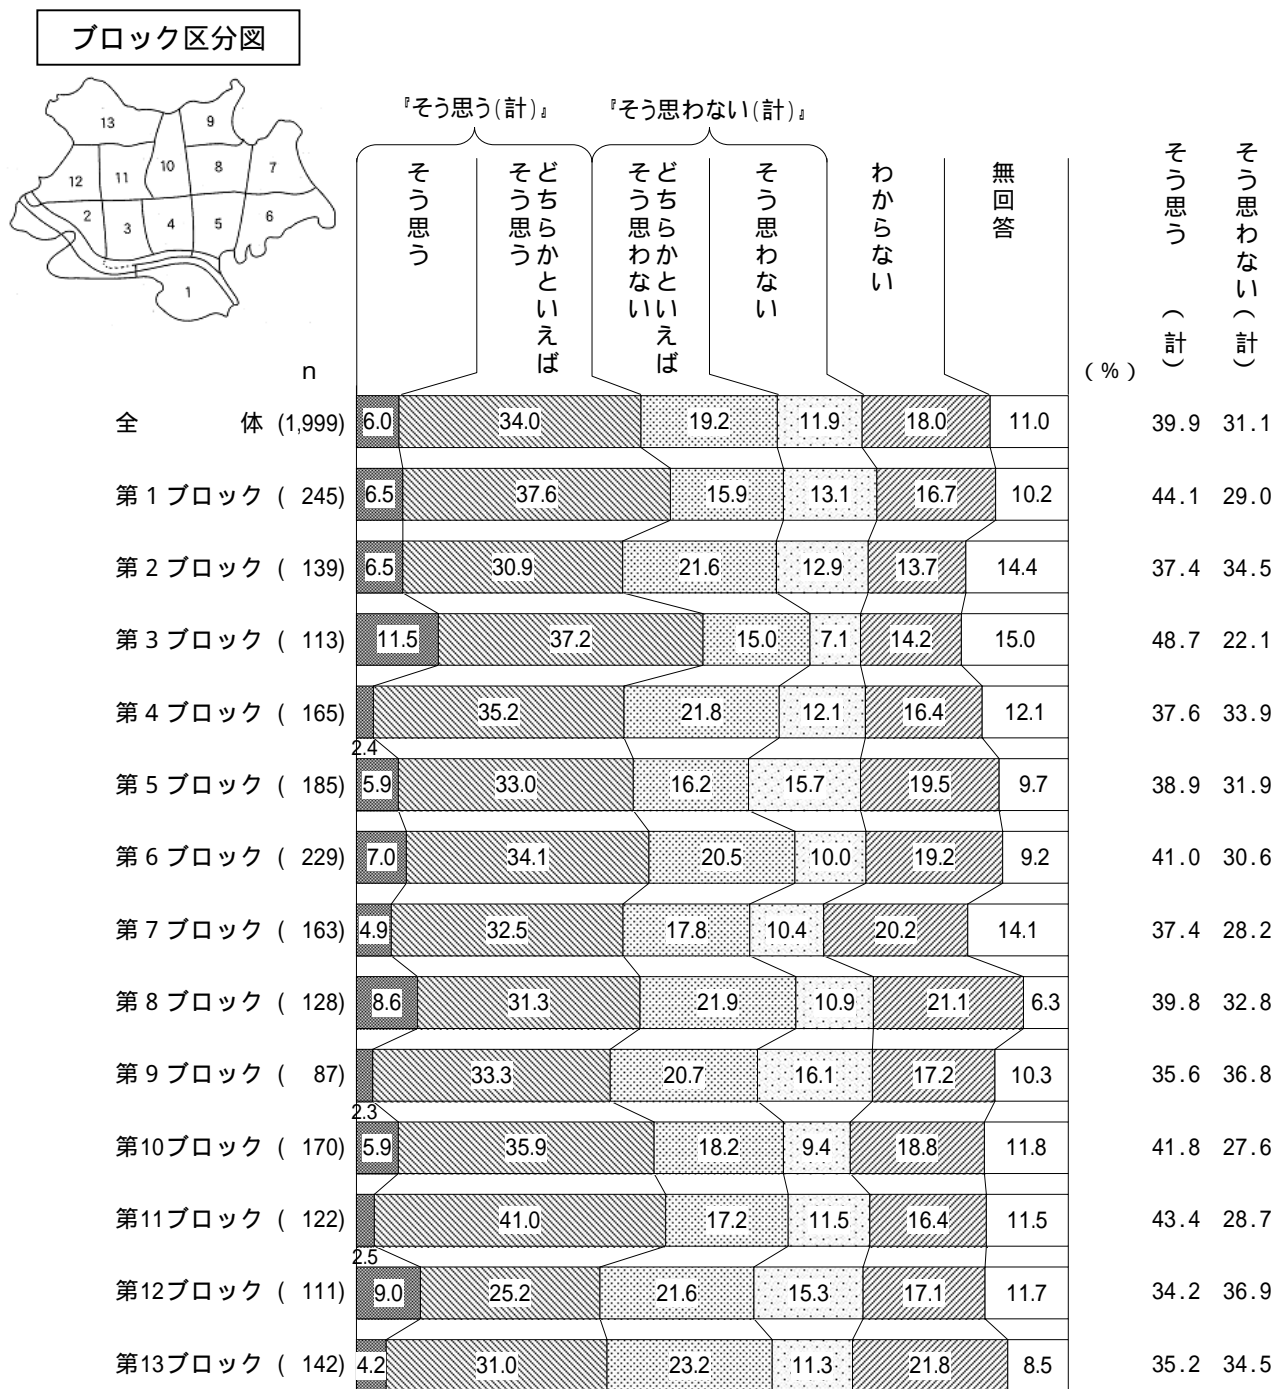 ブロック区分図
13
9
12
11
10
8
7
2
3
4
5
6
1
『そう思う(計)』
『そう思わない(計)』
そう思う
どちらかといえば
そう思う
どちらかといえば
そう思わない
そう思わない
わからない
無回答
そう思う（計）
そう思わない（計）
n
(%)
全体 (1,999) 6.0 34.0 19.2 11.9 18.0 11.0 39.9 31.1
第1ブロック ( 245) 6.5 37.6 15.9 13.1 16.7 10.2 44.1 29.0
第2ブロック ( 139) 6.5 30.9 21.6 12.9 13.7 14.4 37.4 34.5
第3ブロック ( 113) 11.5 37.2 15.0 7.1 14.2 15.0 48.7 22.1
第4ブロック ( 165) 35.2 21.8 12.1 16.4 12.1 37.6 33.9
2.4
第5ブロック ( 185) 5.9 33.0 16.2 15.7 19.5 9.7 38.9 31.9
第6ブロック ( 229) 7.0 34.1 20.5 10.0 19.2 9.2 41.0 30.6
第7ブロック ( 163) 4.9 32.5 17.8 10.4 20.2 14.1 37.4 28.2
第8ブロック ( 128) 8.6 31.3 21.9 10.9 21.1 6.3 39.8 32.8
第9ブロック ( 87) 33.3 20.7 16.1 17.2 10.3 35.6 36.8
2.3
第10ブロック ( 170) 5.9 35.9 18.2 9.4 18.8 11.8 41.8 27.6
第11ブロック ( 122) 41.0 17.2 11.5 16.4 11.5 43.4 28.7
2.5
第12ブロック ( 111) 9.0 25.2 21.6 15.3 17.1 11.7 34.2 36.9
第13ブロック ( 142) 4.2 31.0 23.2 11.3 21.8 8.5 35.2 34.5